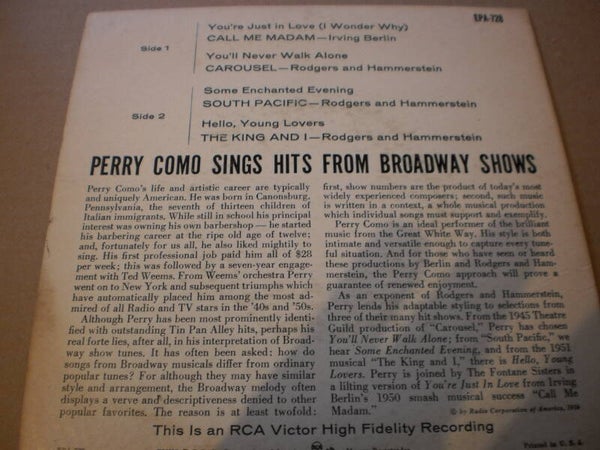 EPA-728
You're Just in Love (I Wonder Why)
Side 1
CALL ME MADAM—Irving Berlin
You'll Never Walk Alone
CAROUSEL—Rodgers and Hammerstein
Some Enchanted Evening
Side 2
SOUTH PACIFIC—Rodgers and Hammerstein
Hello, Young Lovers
THE KING AND I—Rodgers and Hammerstein
PERRY COMO SINGS HITS FROM BROADWAY SHOWS
Perry Como's life and artistic career are typically
and uniquely American. He was born in Canonsburg,
Pennsylvania, the seventh of thirteen children of
Italian immigrants. While still in school his principal
interest was owning his own barbershop — he started
his barbering career at the ripe old age of twelve;
and, fortunately for us all, he also liked mightily to
sing. His first professional job paid him all of $28
per week; this was followed by a seven-year engage-
ment with Ted Weems. From Weems' orchestra Perry
went on to New York and subsequent triumphs which
have automatically placed him among the most ad-
mired of all Radio and TV stars in the '40s and '50s.
Although Perry has been most prominently identi-
fied with outstanding Tin Pan Alley hits, perhaps his
real forte lies, after all, in his interpretation of Broad-
way show tunes. It has often been asked: how do
songs from Broadway musicals differ from ordinary
popular tunes? For although they may have similar
style and arrangement, the Broadway melody often
displays a verve and descriptiveness denied to other
popular favorites. The reason is at least twofold:
first, show numbers are the product of today's most
widely experienced composers; second, such music
is written in a context, a whole musical production
which individual songs must support and exemplify.
Perry Como is an ideal performer of the brilliant
music from the Great White Way. His style is both
intimate and versatile enough to capture every tune-
ful situation. And for those who have seen or heard
these productions by Berlin and Rodgers and Ham-
merstein, the Perry Como approach will prove a
guarantee of renewed enjoyment.
As an exponent of Rodgers and Hammerstein,
Perry lends his adaptable styling to selections from
three of their many hit shows. From the 1945 Theatre
Guild production of "Carousel," Perry has chosen
You'll Never Walk Alone; from "South Pacific," we
hear Some Enchanted Evening, and from the 1951
musical "The King and I," there is Hello, Young
Lovers. Perry is joined by The Fontane Sisters in
a lilting version of You're Just In Love from Irving
Berlin's 1950 smash musical success "Call Me
Madam."
© by Radio Corporation of America, 1956
This Is an RCA Victor High Fidelity Recording
Printed in U. S. A.